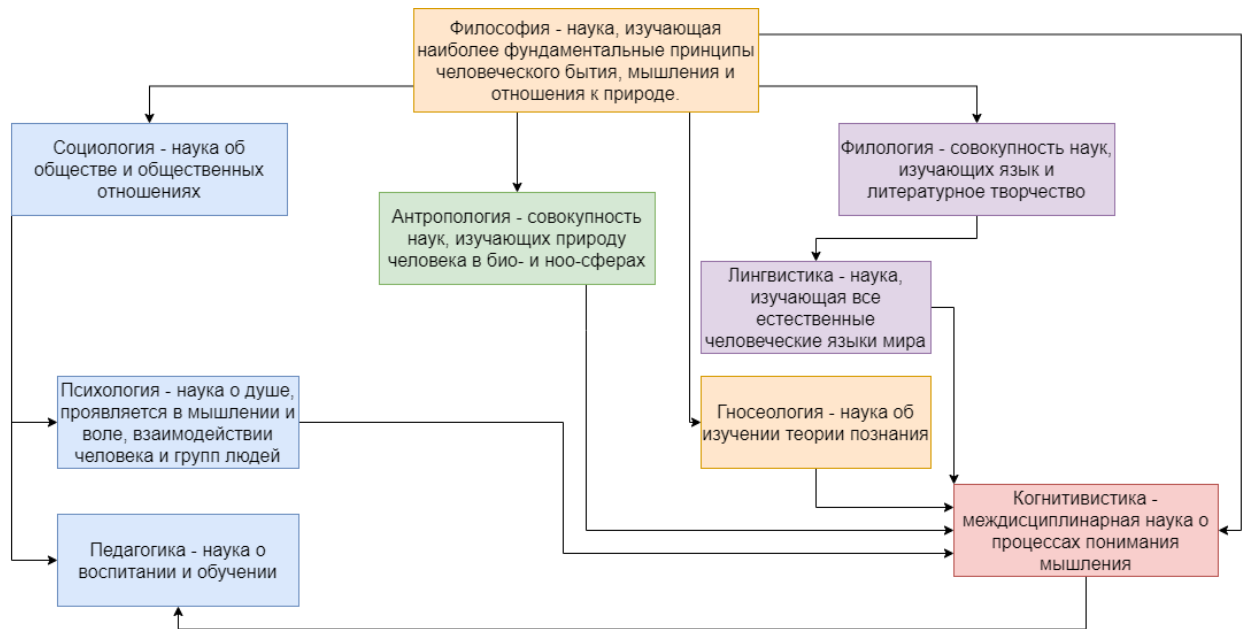 Философия - наука, изучающая
наиболее фундаментальные принципы
человеческого бытия, мышления и
отношения к природе.
Социология - наука об
обществе и общественных
отношениях
Филология - совокупность наук,
изучающих язык и
литературное творчество
Антропология - совокупность
наук, изучающих природу
человека в био- и ноо-сферах
Лингвистика - наука,
изучающая все
естественные
человеческие языки мира
Психология - наука о душе,
проявляется в мышлении и
воле, взаимодействии
человека и групп людей
Гносеология - наука об
изучении теории познания
Когнитивистика -
междисциплинарная наука о
процессах понимания
мышления
Педагогика - наука о
воспитании и обучении